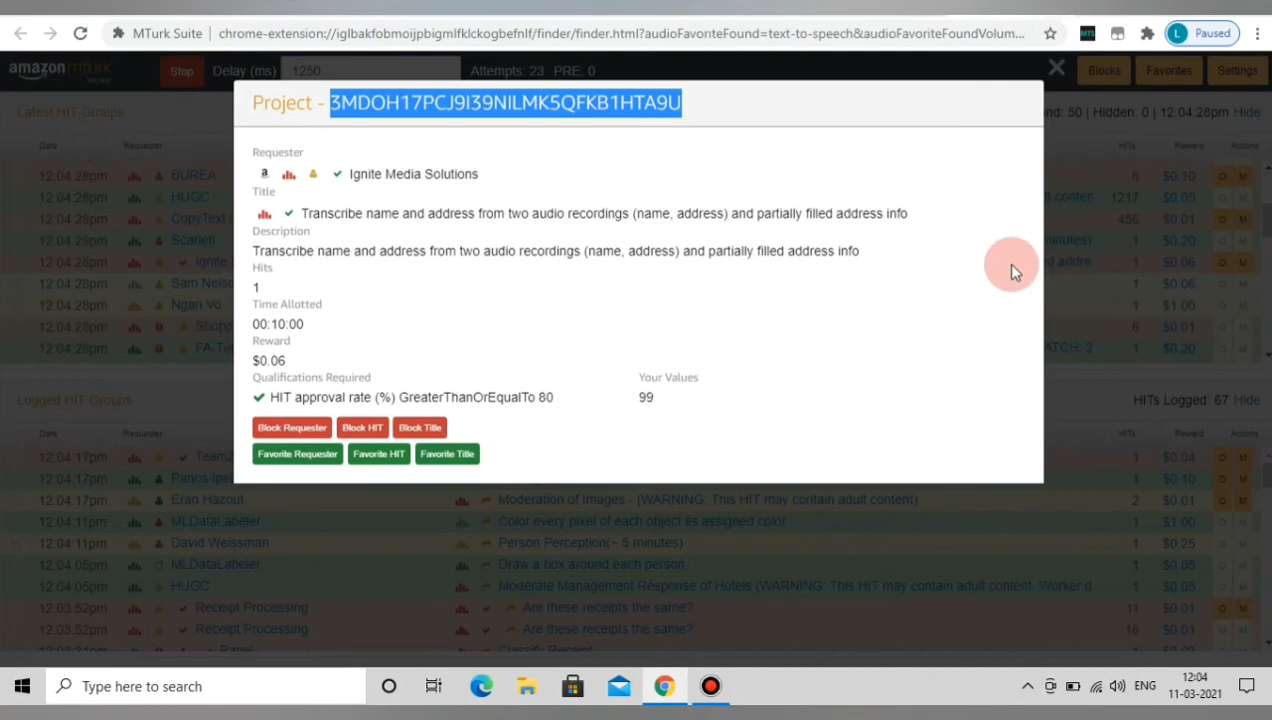 MTurk Suite chrome-extension://iglbakfobmoijpbigmlfklckogbefnlf/finder/finder.html?audioFavoriteFound=text-to-speech&audioFavoriteFoundVolum... L Paused
amazon mturk Worker Stop Delay (ms) 1250 Attempts: 23 PRE: 0 Blocks Favorites Settings
Project - 3MDOH17PCJ9I39NILMK5QFKB1HTA9U
Latest HIT Groups 50 | Hidden: 0 | 12:04:28pm Hide
Date Requester HITs Reward Actions
12:04:28pm BUREA 6 $0.10 O M
12:04:28pm HUGC 1217 $0.05 O M
12:04:28pm CopyText 456 $0.01 O M
12:04:28pm Scarleh 1 $0.20 O M
12:04:28pm 1 $0.06 O M
12:04:28pm Sam Nels 1 $0.06 O M
12:04:28pm Ngan Vo 1 $1.00 O M
12:04:28pm Shopp 6 $0.01 O M
12:04:28pm FA-Tu ATCH: 2 1 $0.20 O M
Requester
Ignite Media Solutions
Title
Transcribe name and address from two audio recordings (name, address) and partially filled address info
Description
Transcribe name and address from two audio recordings (name, address) and partially filled address info
Hits
1
Time Allotted
00:10:00
Reward
$0.06
Qualifications Required Your Values
HIT approval rate (%) GreaterThanOrEqualTo 80 99
Block Requester Block HIT Block Title
Favorite Requester Favorite HIT Favorite Title
Logged HIT Groups HITs Logged: 67 Hide
Date Requester HITs Reward Actions
12:04:17pm TeamZ 1 $0.04 O M
12:04:17pm Panns Ipe 1 $0.10 O M
12:04:11pm Eran Hazout Moderation of Images - (WARNING: This HIT may contain adult content) 2 $0.01 O M
12:04:11pm MLDataLabeler Color every pixel of each object its assigned color 1 $1.00 O M
12:04:11pm David Weissman Person Perception(~ 5 minutes) 1 $0.25 O M
12:04:05pm MLDataLabeler Draw a box around each person 1 $0.05 O M
12:04:05pm HUGC Moderate Management Response of Hotels (WARNING: This HIT may contain adult content. Worker d 1 $0.05 O M
12:03:52pm Receipt Processing Are these receipts the same? 11 $0.01 O M
12:03:52pm Receipt Processing Are these receipts the same? 16 $0.01 O M
Panel Classify Receipt
Type here to search ENG 12:04
11-03-2021